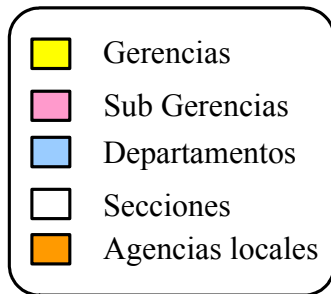 Gerencias
Sub Gerencias
Departamentos
Secciones
Agencias locales